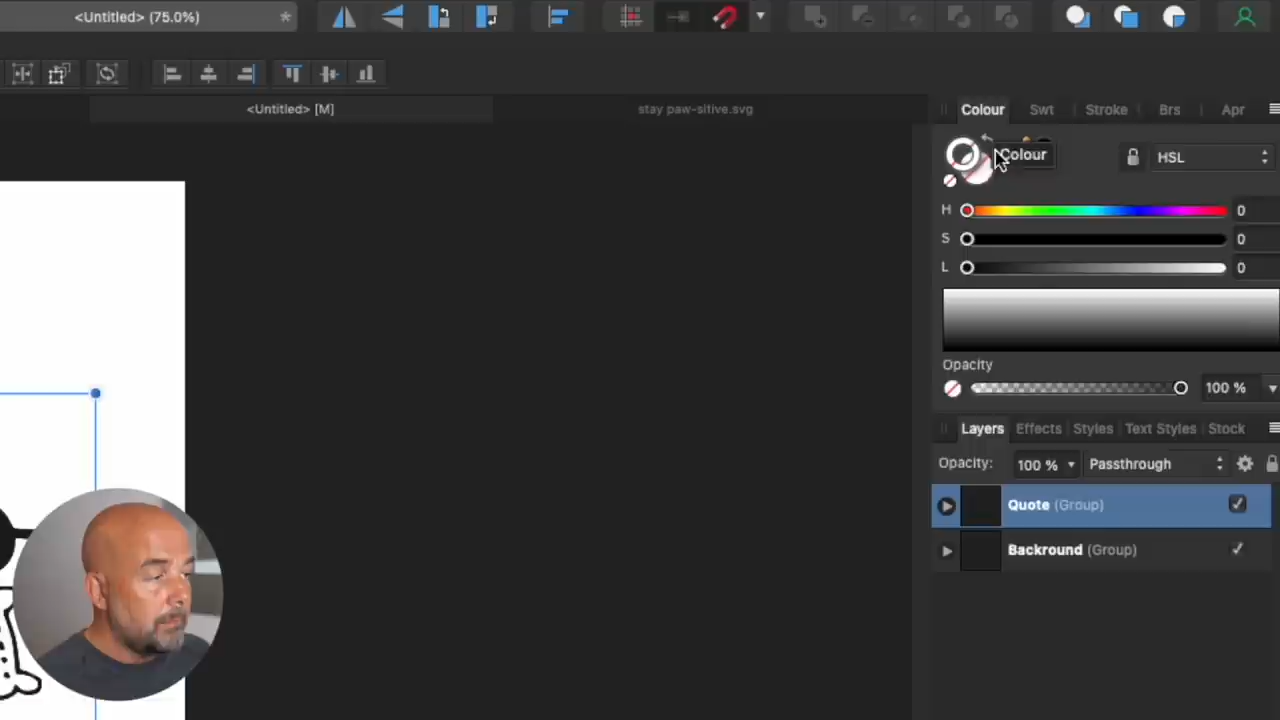 <Untitled> (75.0%) *
<Untitled> [M] stay paw-sitive.svg
Colour Swt Stroke Brs Apr
Colour HSL
H 0
S 0
L 0
Opacity
100 %
Layers Effects Styles Text Styles Stock
Opacity: 100 % Passthrough
Quote (Group)
Backround (Group)